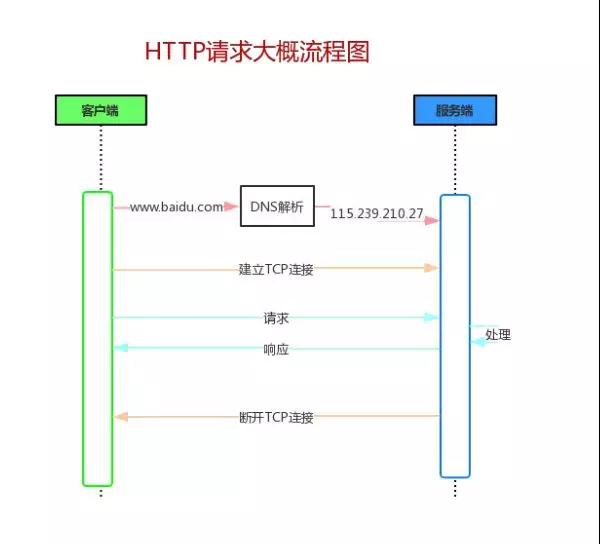 HTTP请求大概流程图
客户端
服务端
www.baidu.com
DNS解析
115.239.210.27
建立TCP连接
请求
处理
响应
断开TCP连接